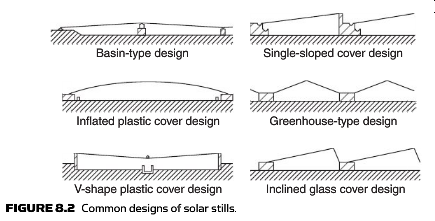 Basin-type design
Single-sloped cover design
Inflated plastic cover design
Greenhouse-type design
V-shape plastic cover design
Inclined glass cover design
FIGURE 8.2 Common designs of solar stills.